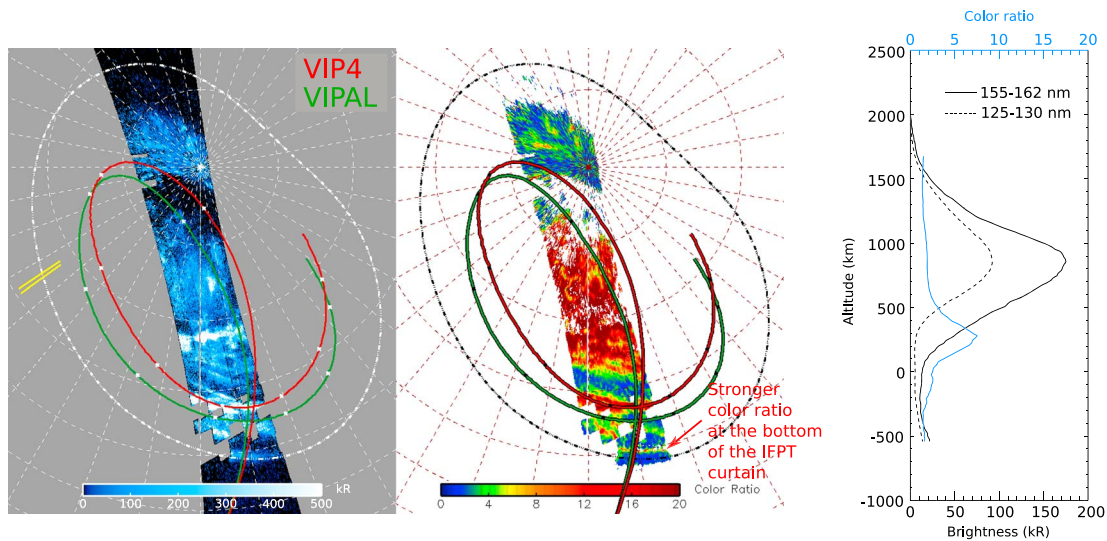 VIP4
VIPAL
kR
0 100 200 300 400 500
Stronger
color ratio
at the bottom
of the IFPT
curtain
Color Ratio
0 4 8 12 16 20
Color ratio
0 5 10 15 20
2500
2000
1500
1000
500
0
-500
-1000
Altitude (km)
155-162 nm
125-130 nm
0 50 100 150 200
Brightness (kR)